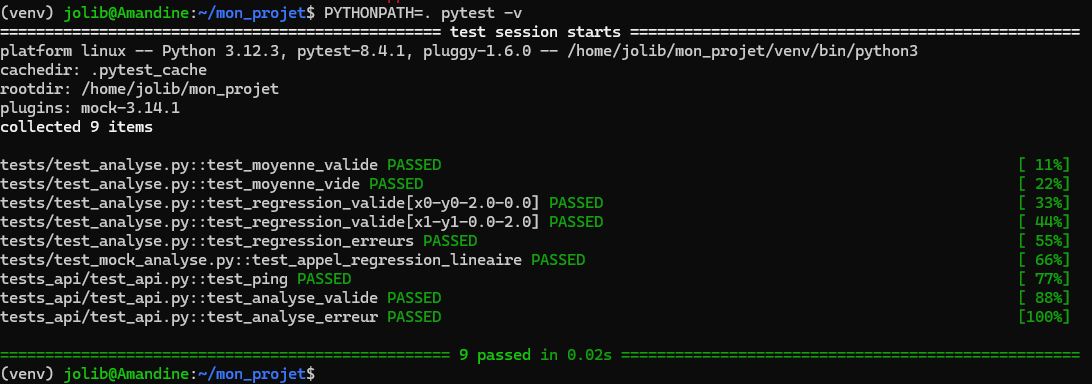 (venv) jolib@Amandine:~/mon_projet$ PYTHONPATH=. pytest -v
================================================ test session starts =================================================
platform linux -- Python 3.12.3, pytest-8.4.1, pluggy-1.6.0 -- /home/jolib/mon_projet/venv/bin/python3
cachedir: .pytest_cache
rootdir: /home/jolib/mon_projet
plugins: mock-3.14.1
collected 9 items
tests/test_analyse.py::test_moyenne_valide PASSED [ 11%]
tests/test_analyse.py::test_moyenne_vide PASSED [ 22%]
tests/test_analyse.py::test_regression_valide[x0-y0-2.0-0.0] PASSED [ 33%]
tests/test_analyse.py::test_regression_valide[x1-y1-0.0-2.0] PASSED [ 44%]
tests/test_analyse.py::test_regression_erreurs PASSED [ 55%]
tests/test_mock_analyse.py::test_appel_regression_lineaire PASSED [ 66%]
tests_api/test_api.py::test_ping PASSED [ 77%]
tests_api/test_api.py::test_analyse_valide PASSED [ 88%]
tests_api/test_api.py::test_analyse_erreur PASSED [100%]
================================================= 9 passed in 0.02s ==================================================
(venv) jolib@Amandine:~/mon_projet$